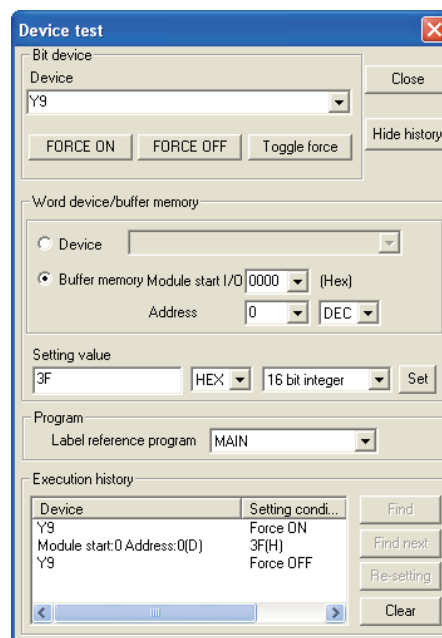 Device test
Bit device
Device
Close
Y9
Hide history
FORCE ON FORCE OFF Toggle force
Word device/buffer memory
Device
Buffer memory Module start I/O 0000 (Hex)
Address 0 DEC
Setting value
3F HEX 16 bit integer Set
Program
Label reference program MAIN
Execution history
Device Setting condi...
Y9 Force ON
Module start:0 Address:0(D) 3F(H)
Y9 Force OFF
Find
Find next
Re-setting
Clear